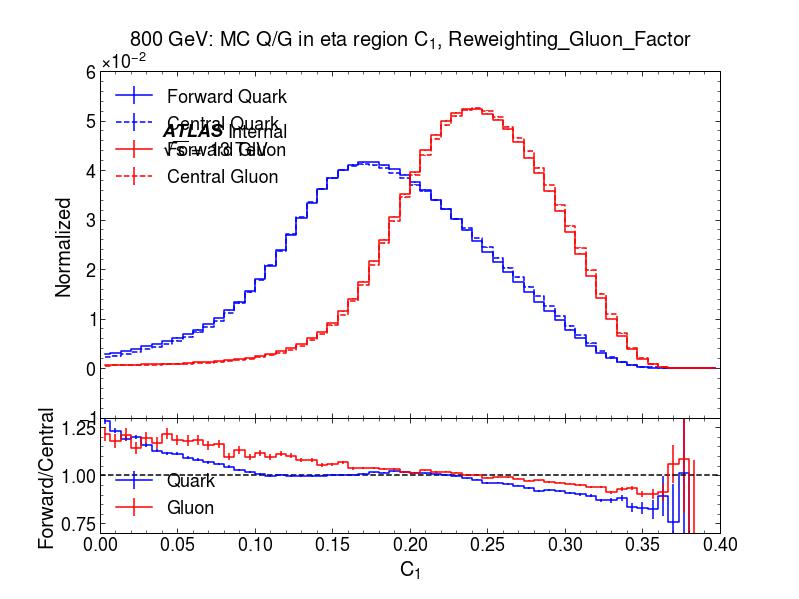 800 GeV: MC Q/G in eta region C₁, Reweighting_Gluon_Factor
×10⁻²
6
5
4
3
2
1
0
−1
Normalized
Forward Quark
Central Quark
ATLAS Internal
√s = 13 TeV
Forward Gluon
Central Gluon
1.25
1.00
0.75
Forward/Central
Quark
Gluon
0.00 0.05 0.10 0.15 0.20 0.25 0.30 0.35 0.40
C₁